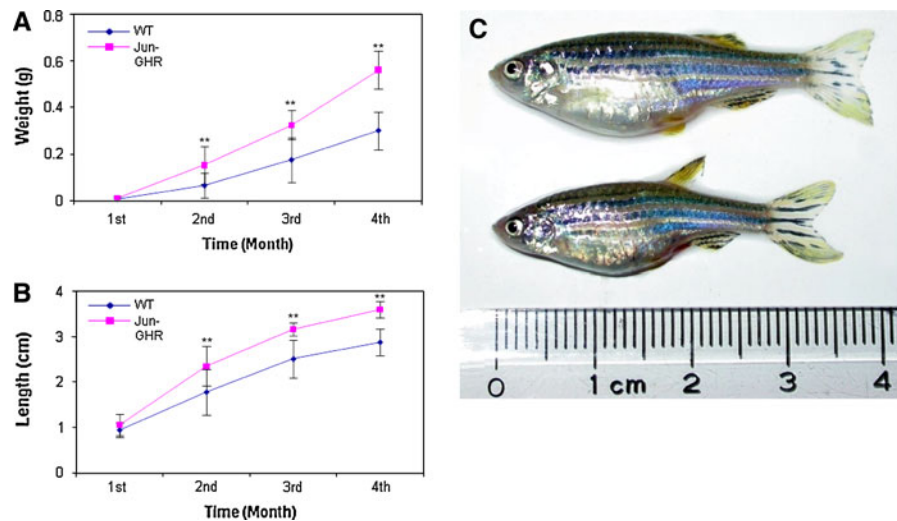 A
Weight (g)
0.8
0.6
0.4
0.2
0
WT
Jun-
GHR
**
**
**
1st
2nd
3rd
4th
Time (Month)
B
Length (cm)
4
3
2
1
0
WT
Jun-
GHR
**
**
**
1st
2nd
3rd
4th
Time (Month)
C
0 1 cm 2 3 4